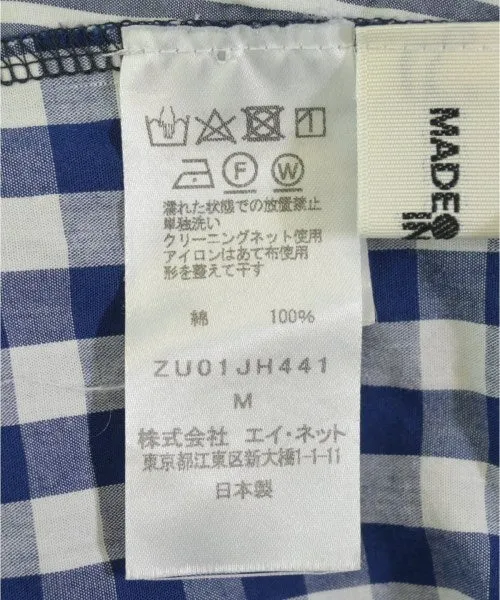 F W
濡れた状態での放置禁止
単独洗い
クリーニングネット使用
アイロンはあて布使用
形を整えて干す
綿 100%
ZU01JH441
M
株式会社 エイ・ネット
東京都江東区新大橋1-1-11
日本製
MADE
IN